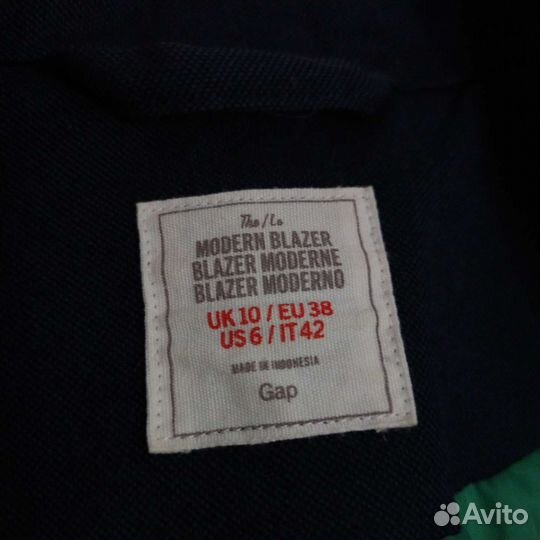 The / Le
MODERN BLAZER
BLAZER MODERNE
BLAZER MODERNO
UK 10 / EU 38
US 6 / IT 42
MADE IN INDONESIA
Gap
Avito